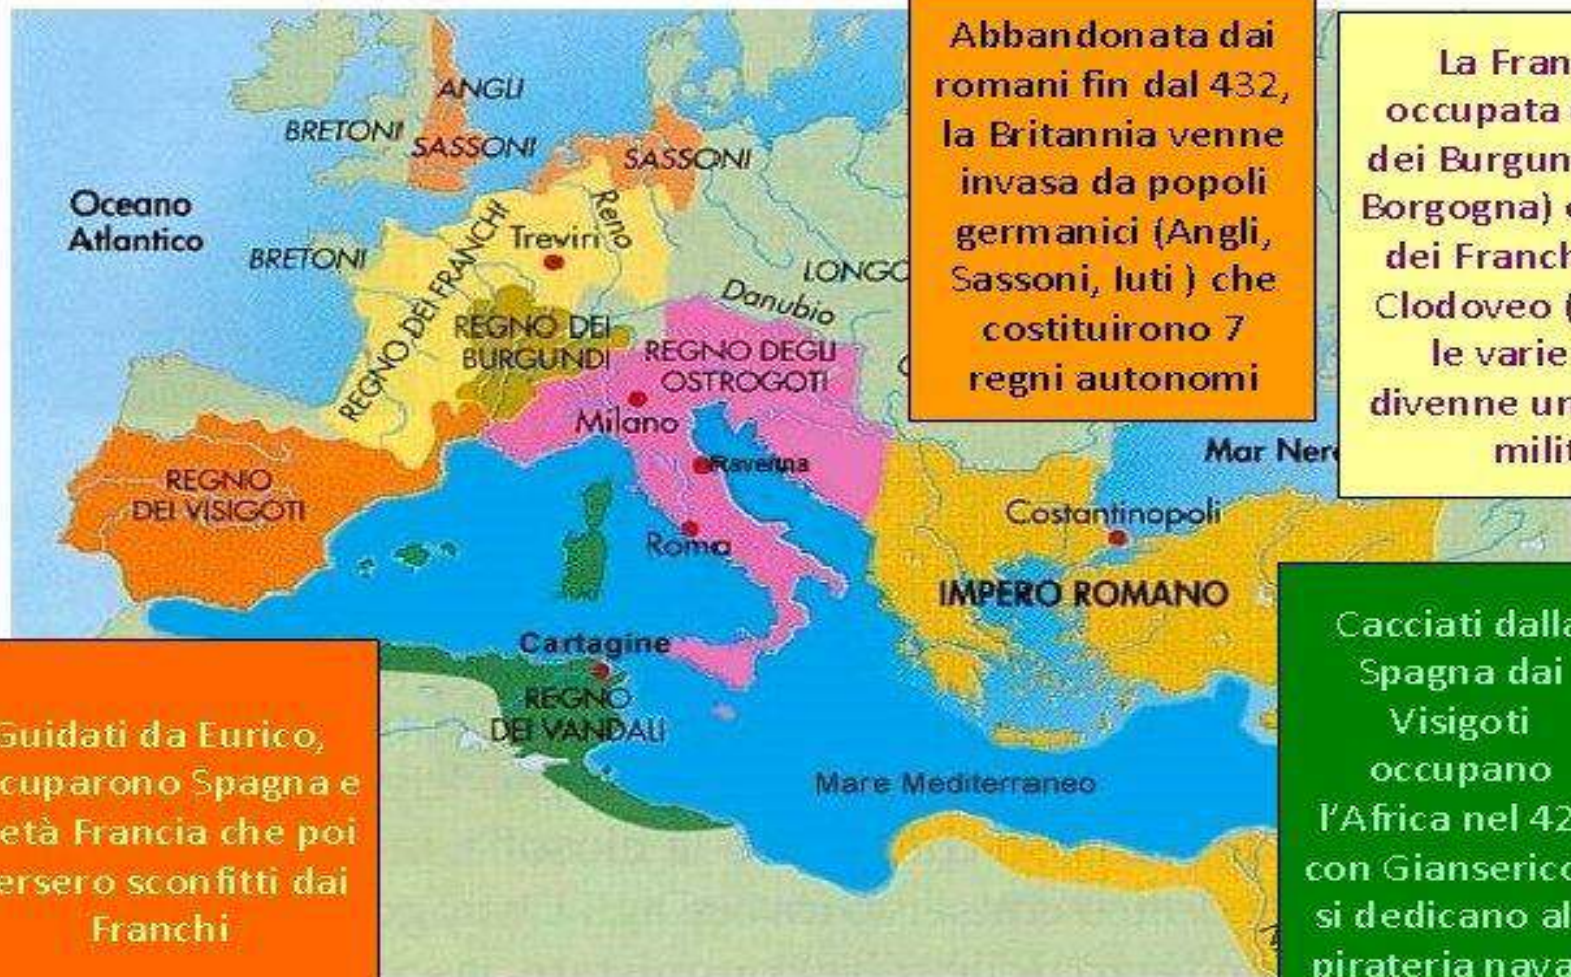 Abbandonata dai
romani fin dal 432,
la Britannia venne
invasa da popoli
germanici (Angli,
Sassoni, Iuti ) che
costituirono 7
regni autonomi
La Fran
occupata
dei Burgun
Borgogna)
dei Franch
Clodoveo (
le varie
divenne un
milit
ANGLI
BRETONI
SASSONI
SASSONI
Oceano
Atlantico
BRETONI
REGNO DEI FRANCHI
Treviri
Reno
LONGO
Danubio
REGNO DEI
BURGUNDI
REGNO DEGLI
OSTROGOTI
Milano
Ravenna
Mar Nero
REGNIO
DEI VISIGOTI
Costantinopoli
Roma
IMPERO ROMANO
Cartagine
REGNO
DEI VANDALI
Mare Mediterraneo
Guidati da Eurico,
cuparono Spagna e
età Francia che poi
ersero sconfitti dai
Franchi
Cacciati dalla
Spagna dai
Visigoti
occupano
l'Africa nel 42
con Gianserico
si dedicano al
pirateria nava